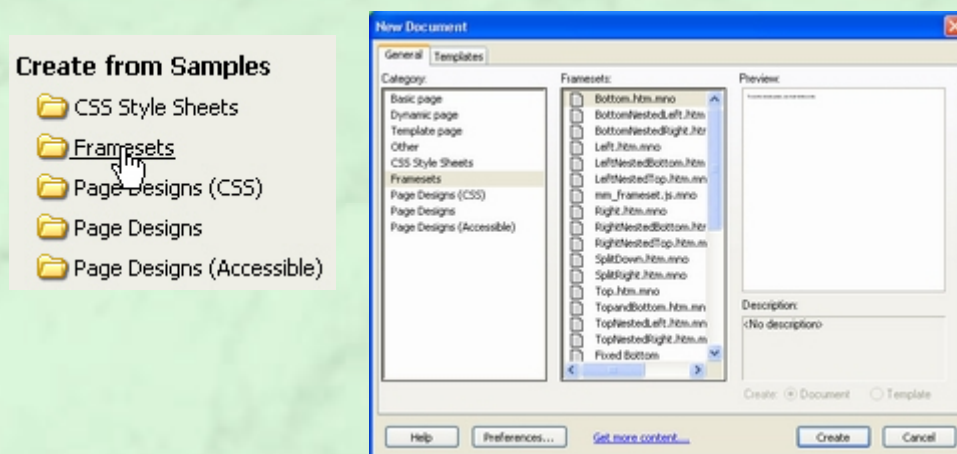 Create from Samples
CSS Style Sheets
Framesets
Page Designs (CSS)
Page Designs
Page Designs (Accessible)
New Document
General
Templates
Category:
Basic page
Dynamic page
Template page
Other
CSS Style Sheets
Framesets
Page Designs (CSS)
Page Designs
Page Designs (Accessible)
Framesets:
Bottom.htm.mno
BottomNestedLeft.htm
BottomNestedRight.htr
Left.htm.mno
LeftNestedBottom.htm
LeftNestedTop.htm.mn
mm_frameset.js.mno
Right.htm.mno
RightNestedBottom.htr
RightNestedTop.htm.m
SplitDown.htm.mno
SplitRight.htm.mno
Top.htm.mno
TopandBottom.htm.mn
TopNestedLeft.htm.mn
TopNestedRight.htm.m
Fixed Bottom
Preview:
Description:
<No description>
Create:
Document
Template
Help
Preferences...
Get more content...
Create
Cancel